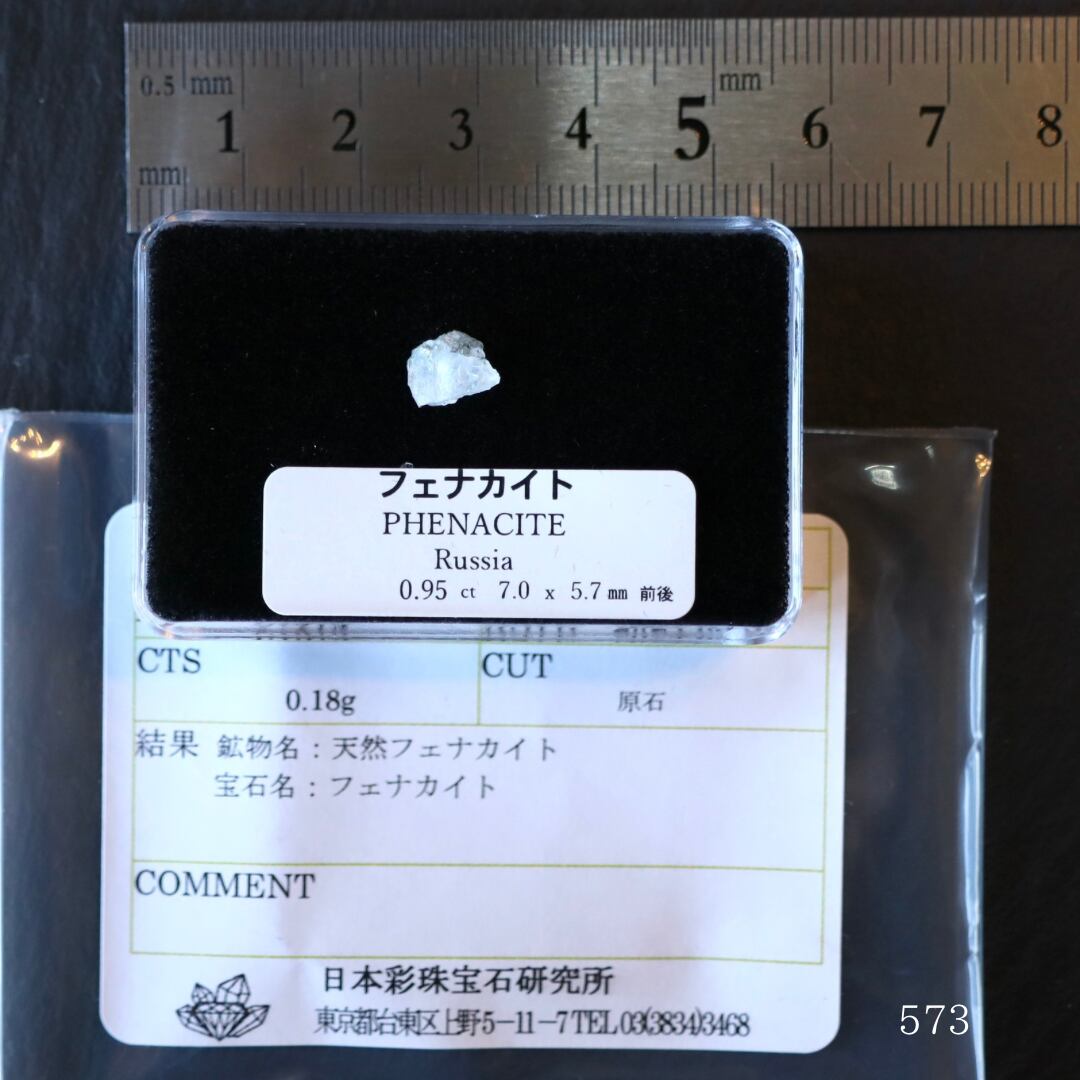 0.5 mm mm
1 2 3 4 5 6 7 8
mm
フェナカイト
PHENACITE
Russia
0.95 ct 7.0 x 5.7 mm 前後
CTS CUT
0.18g 原石
結果 鉱物名：天然フェナカイト
宝石名：フェナカイト
COMMENT
日本彩珠宝石研究所
東京都台東区上野5－11－7 TEL 03(3834)3468
573